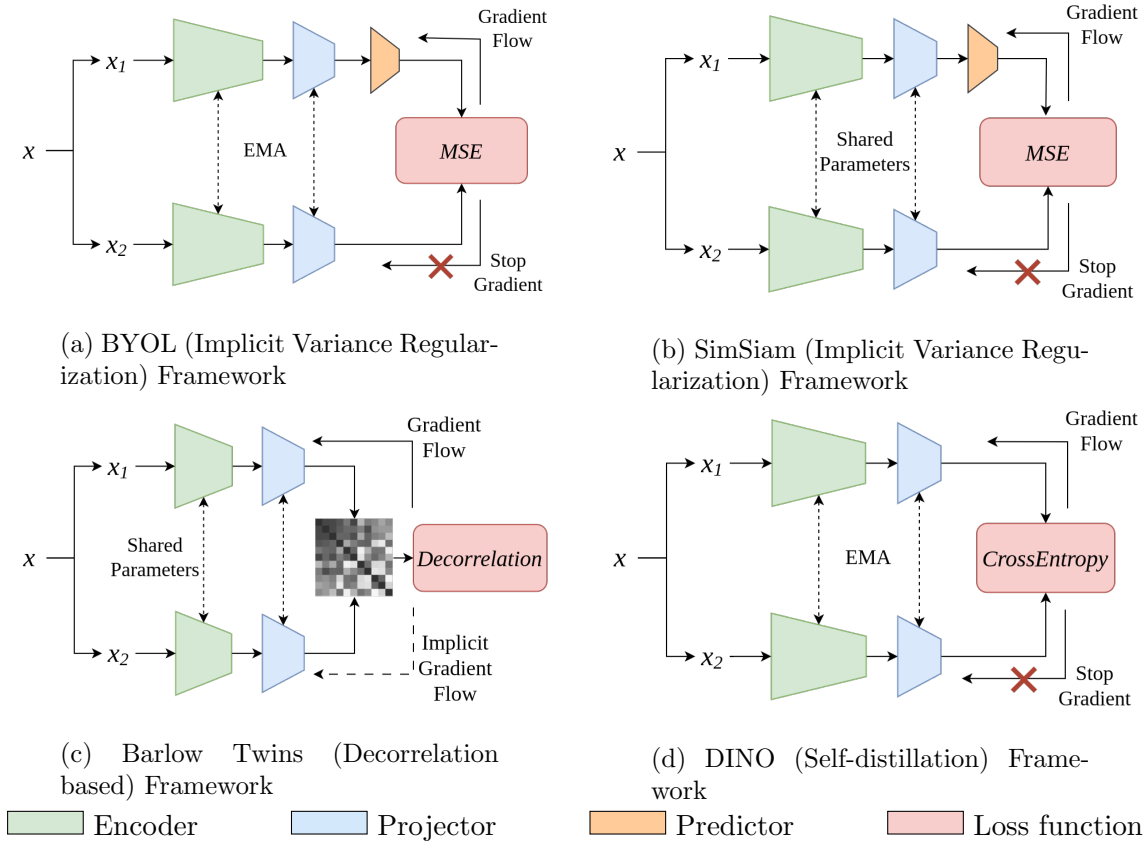 Gradient
Flow
x1
EMA
x
MSE
x2
Stop
Gradient
(a) BYOL (Implicit Variance Regular-
ization) Framework
Gradient
Flow
x1
Shared
Parameters
x
MSE
x2
Stop
Gradient
(b) SimSiam (Implicit Variance Regu-
larization) Framework
Gradient
Flow
x1
Shared
Parameters
x
Decorrelation
x2
Implicit
Gradient
Flow
(c) Barlow Twins (Decorrelation
based) Framework
Gradient
Flow
x1
EMA
x
CrossEntropy
x2
Stop
Gradient
(d) DINO (Self-distillation) Frame-
work
Encoder
Projector
Predictor
Loss function